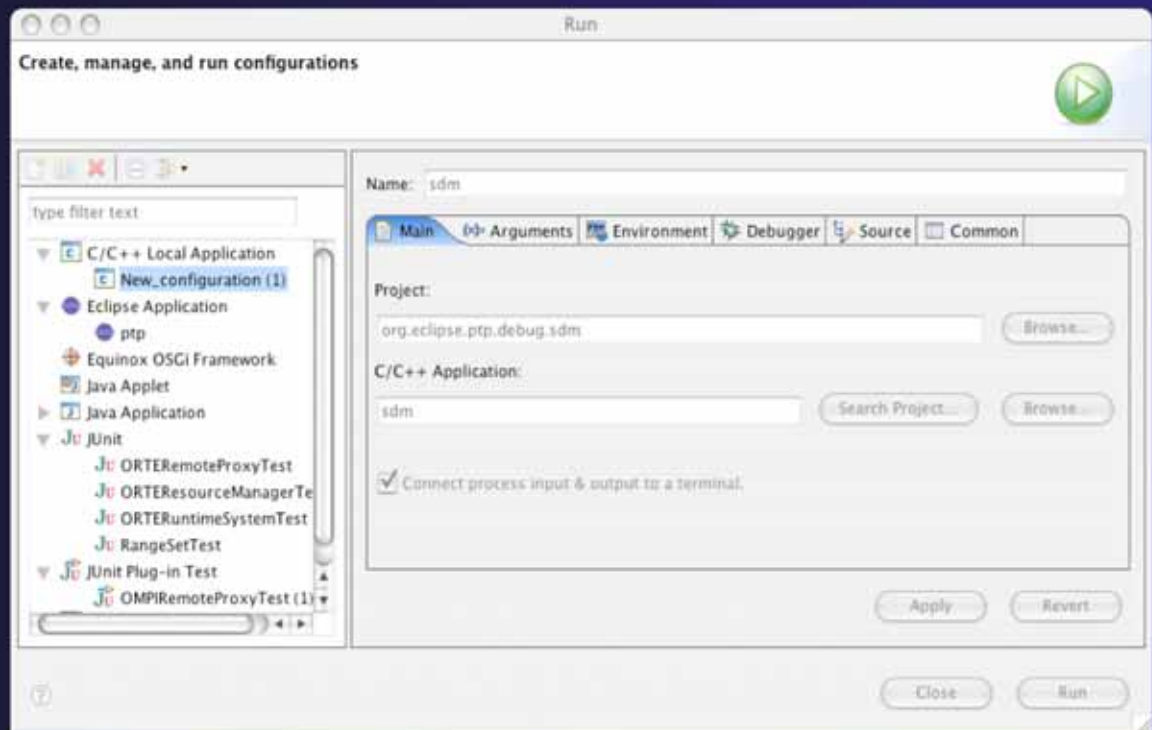 Run
Create, manage, and run configurations
type filter text
C/C++ Local Application
New_configuration (1)
Eclipse Application
ptp
Equinox OSGi Framework
Java Applet
Java Application
JUnit
ORTERemoteProxyTest
ORTEResourceManagerTe
ORTERuntimeSystemTest
RangeSetTest
JUnit Plug-in Test
OMPIRemoteProxyTest (1)
Name: sdm
Main Arguments Environment Debugger Source Common
Project:
org.eclipse.ptp.debug.sdm Browse...
C/C++ Application:
sdm Search Project... Browse...
Connect process input & output to a terminal.
Apply Revert
? Close Run